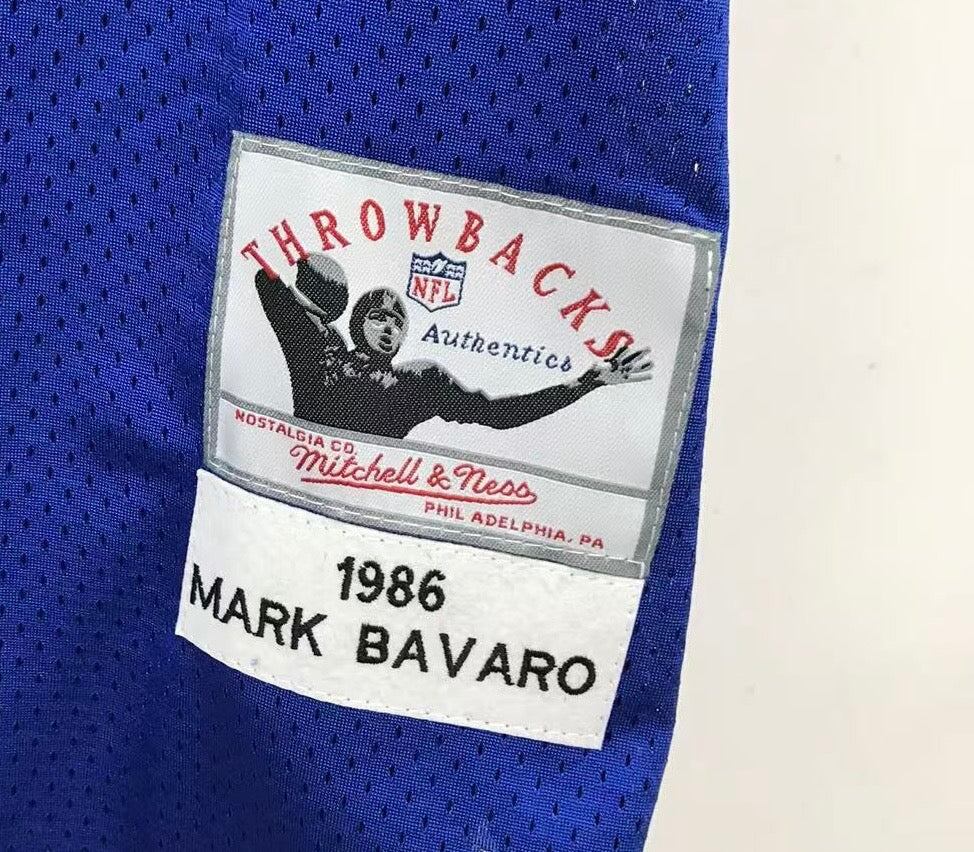 THROWBACKS
NFL
Authentics
NOSTALGIA CO.
Mitchell & Ness
PHILADELPHIA, PA
1986
MARK BAVARO